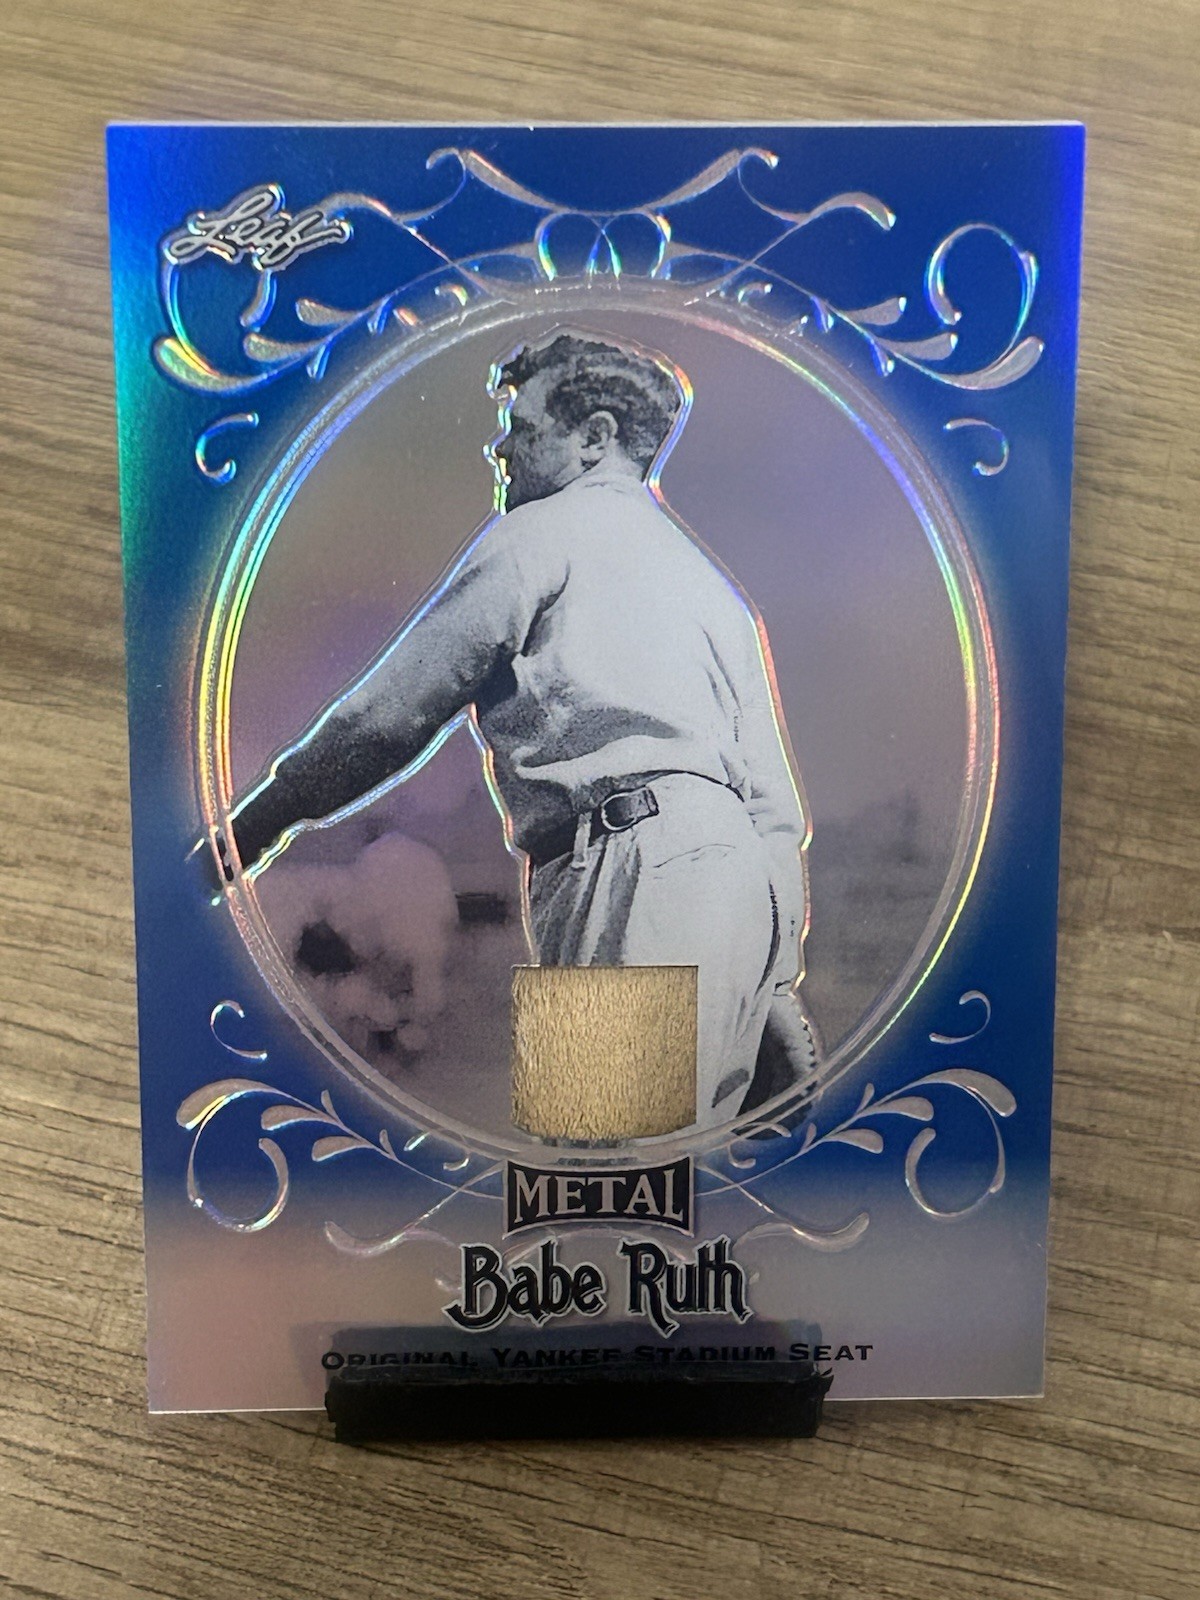 Leaf
METAL
Babe Ruth
ORIGINAL YANKEE STADIUM SEAT